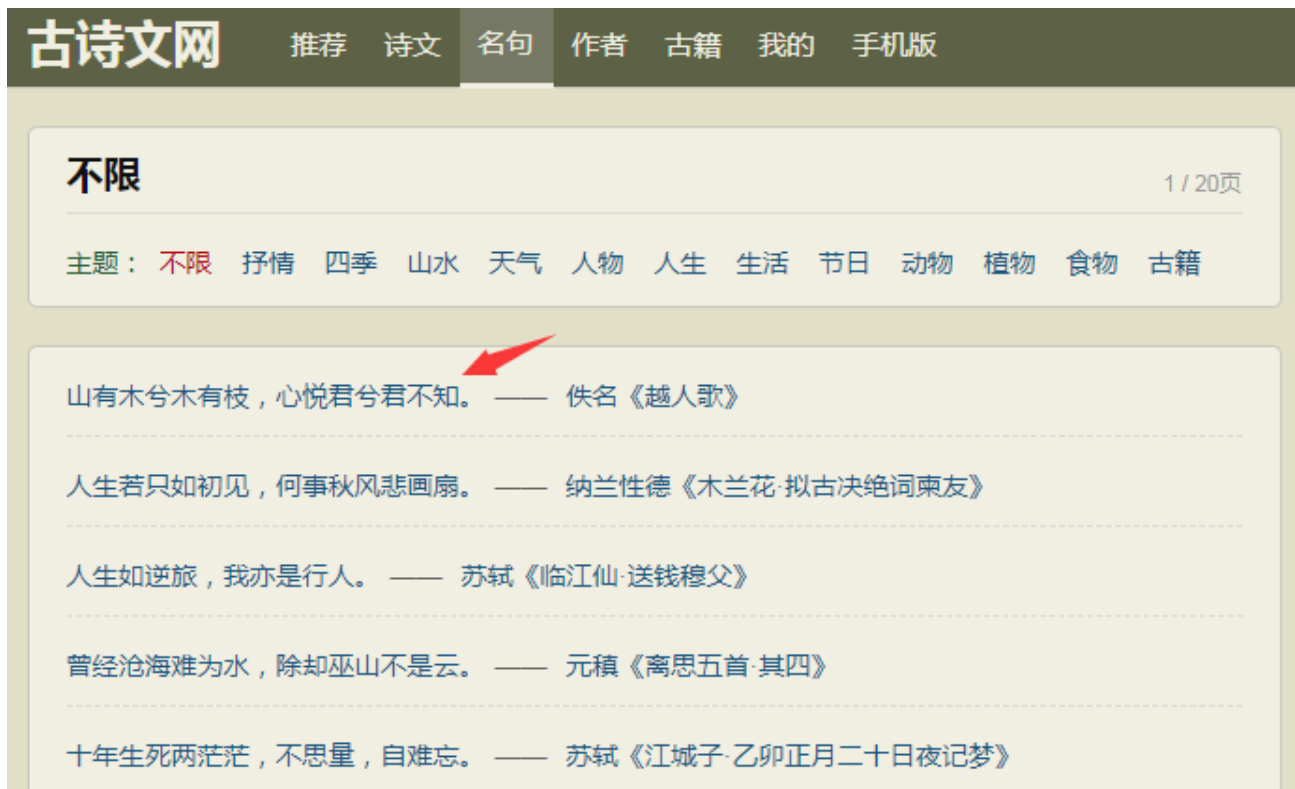 古诗文网 推荐 诗文 名句 作者 古籍 我的 手机版
不限 1 / 20页
主题： 不限 抒情 四季 山水 天气 人物 人生 生活 节日 动物 植物 食物 古籍
山有木兮木有枝，心悦君兮君不知。 —— 佚名《越人歌》
人生若只如初见，何事秋风悲画扇。 —— 纳兰性德《木兰花·拟古决绝词柬友》
人生如逆旅，我亦是行人。 —— 苏轼《临江仙·送钱穆父》
曾经沧海难为水，除却巫山不是云。 —— 元稹《离思五首·其四》
十年生死两茫茫，不思量，自难忘。 —— 苏轼《江城子·乙卯正月二十日夜记梦》